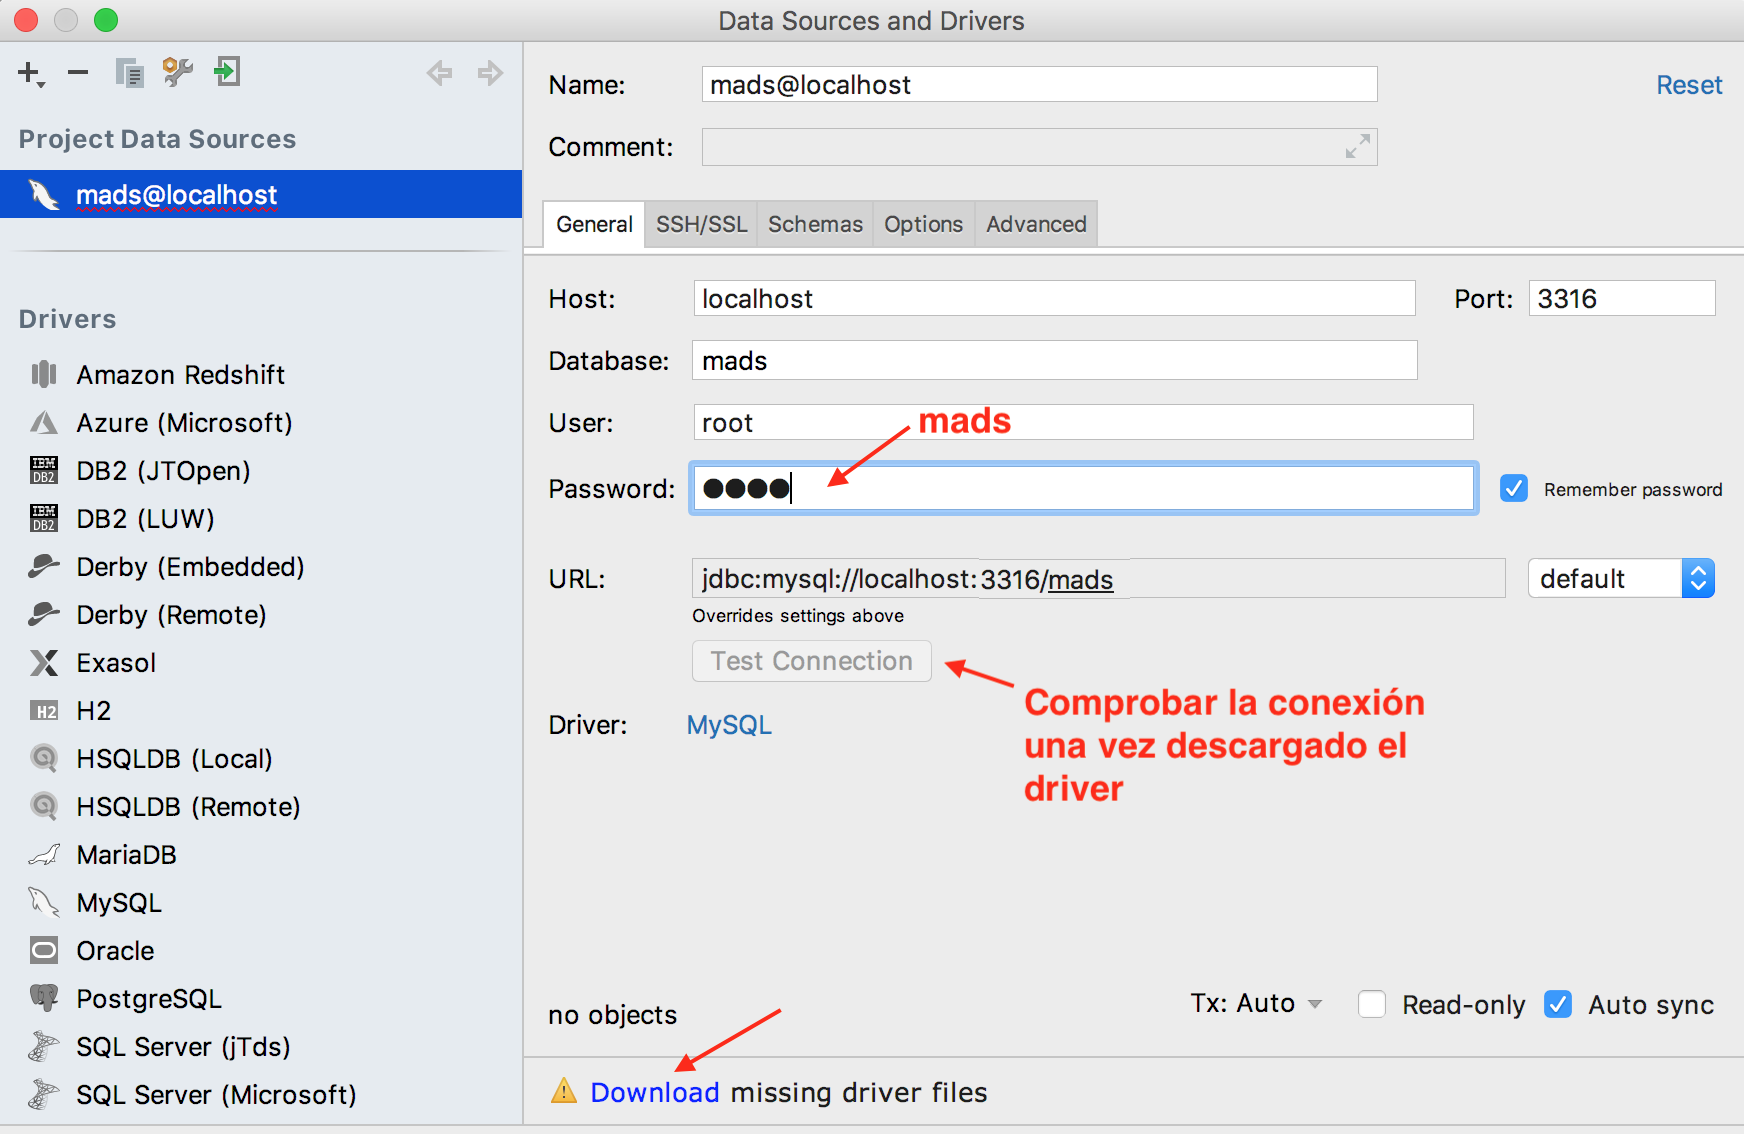 Data Sources and Drivers
Project Data Sources
mads@localhost
Drivers
Amazon Redshift
Azure (Microsoft)
IBM DB2 DB2 (JTOpen)
IBM DB2 DB2 (LUW)
Derby (Embedded)
Derby (Remote)
Exasol
H2 H2
HSQLDB (Local)
HSQLDB (Remote)
MariaDB
MySQL
Oracle
PostgreSQL
SQL Server (jTds)
SQL Server (Microsoft)
Name: mads@localhost Reset
Comment:
General SSH/SSL Schemas Options Advanced
Host: localhost Port: 3316
Database: mads
User: root
mads
Password: Remember password
URL: jdbc:mysql://localhost:3316/mads default
Overrides settings above
Test Connection
Comprobar la conexión
una vez descargado el
driver
Driver: MySQL
no objects Tx: Auto Read-only Auto sync
Download missing driver files